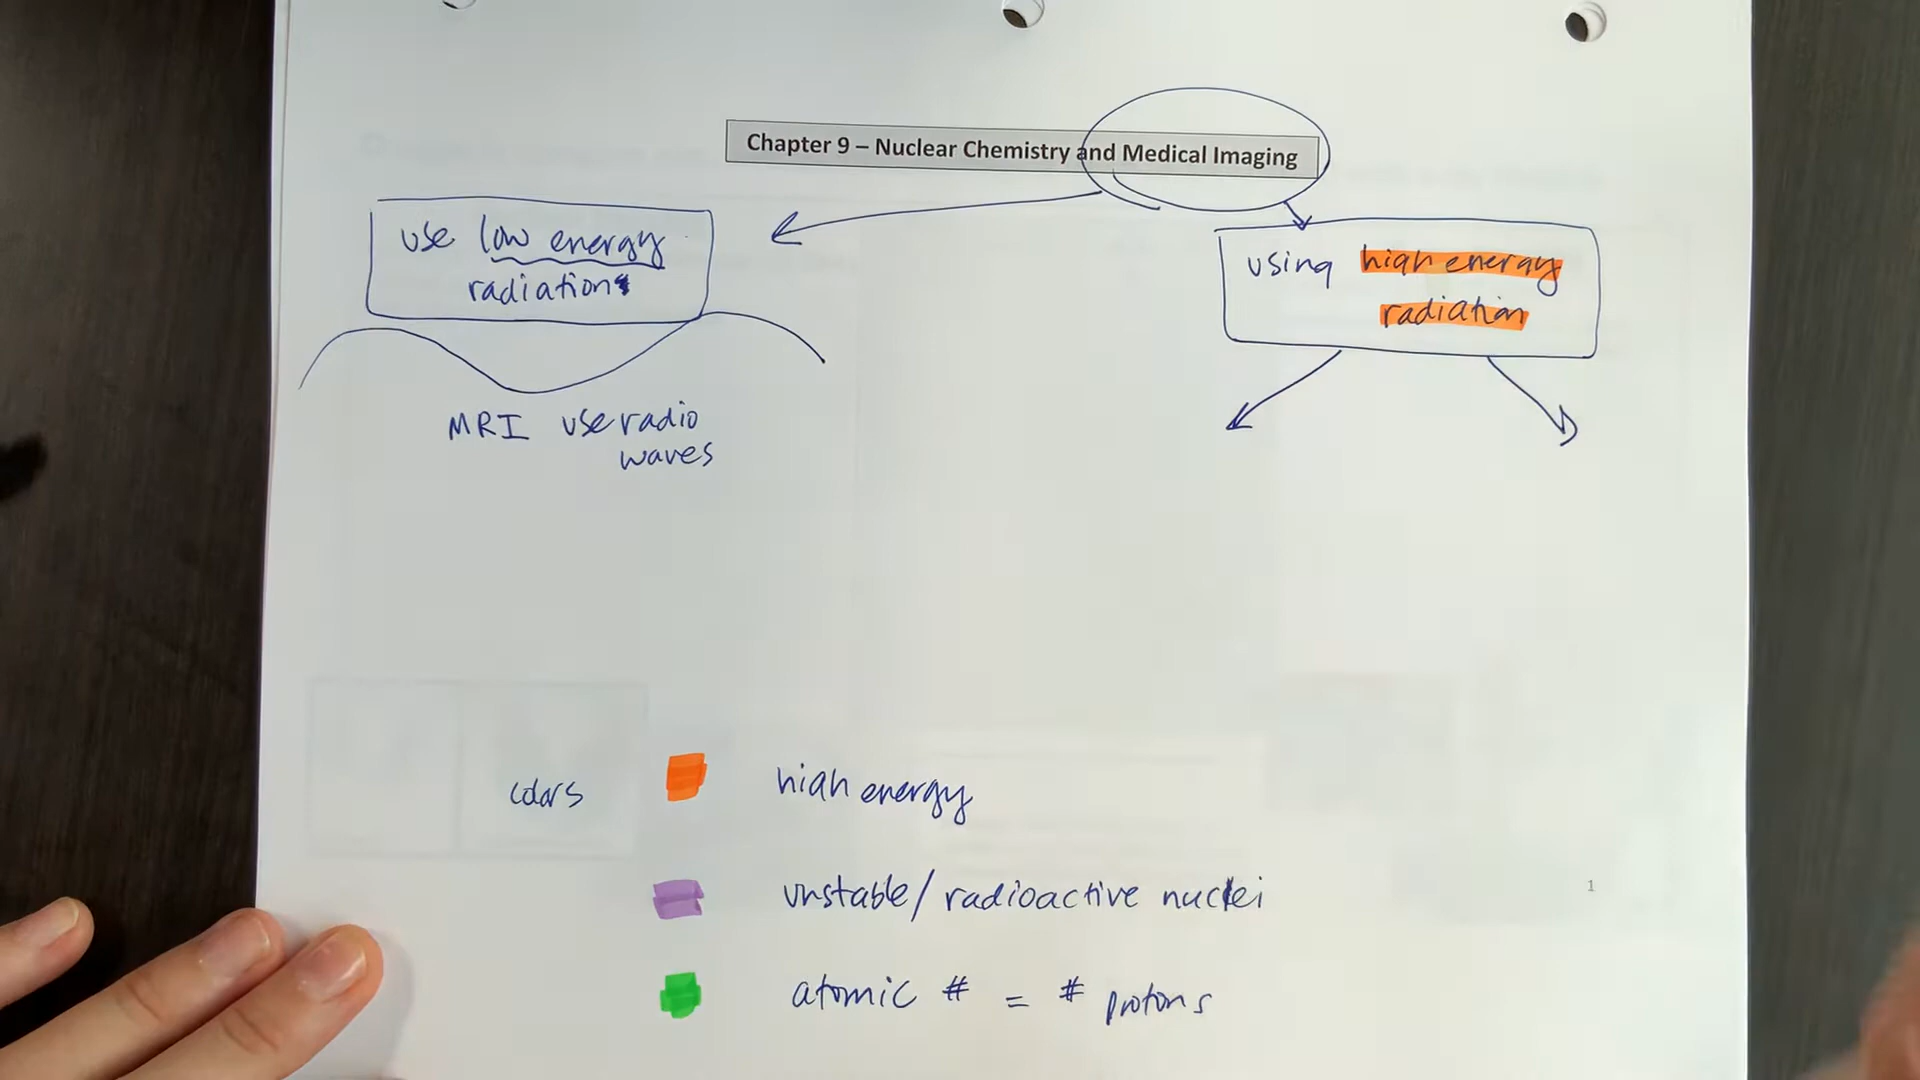 Chapter 9 – Nuclear Chemistry and Medical Imaging
use low energy
radiation
using high energy
radiation
MRI use radio
waves
colors
high energy
unstable/radioactive nuclei
1
atomic # = # protons